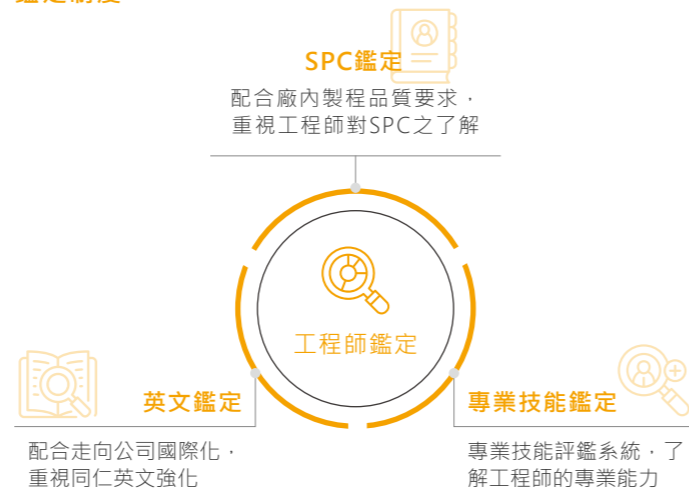 鑑定制度
SPC鑑定
配合廠內製程品質要求，
重視工程師對SPC之了解
工程師鑑定
英文鑑定
配合走向公司國際化，
重視同仁英文強化
專業技能鑑定
專業技能評鑑系統，了
解工程師的專業能力